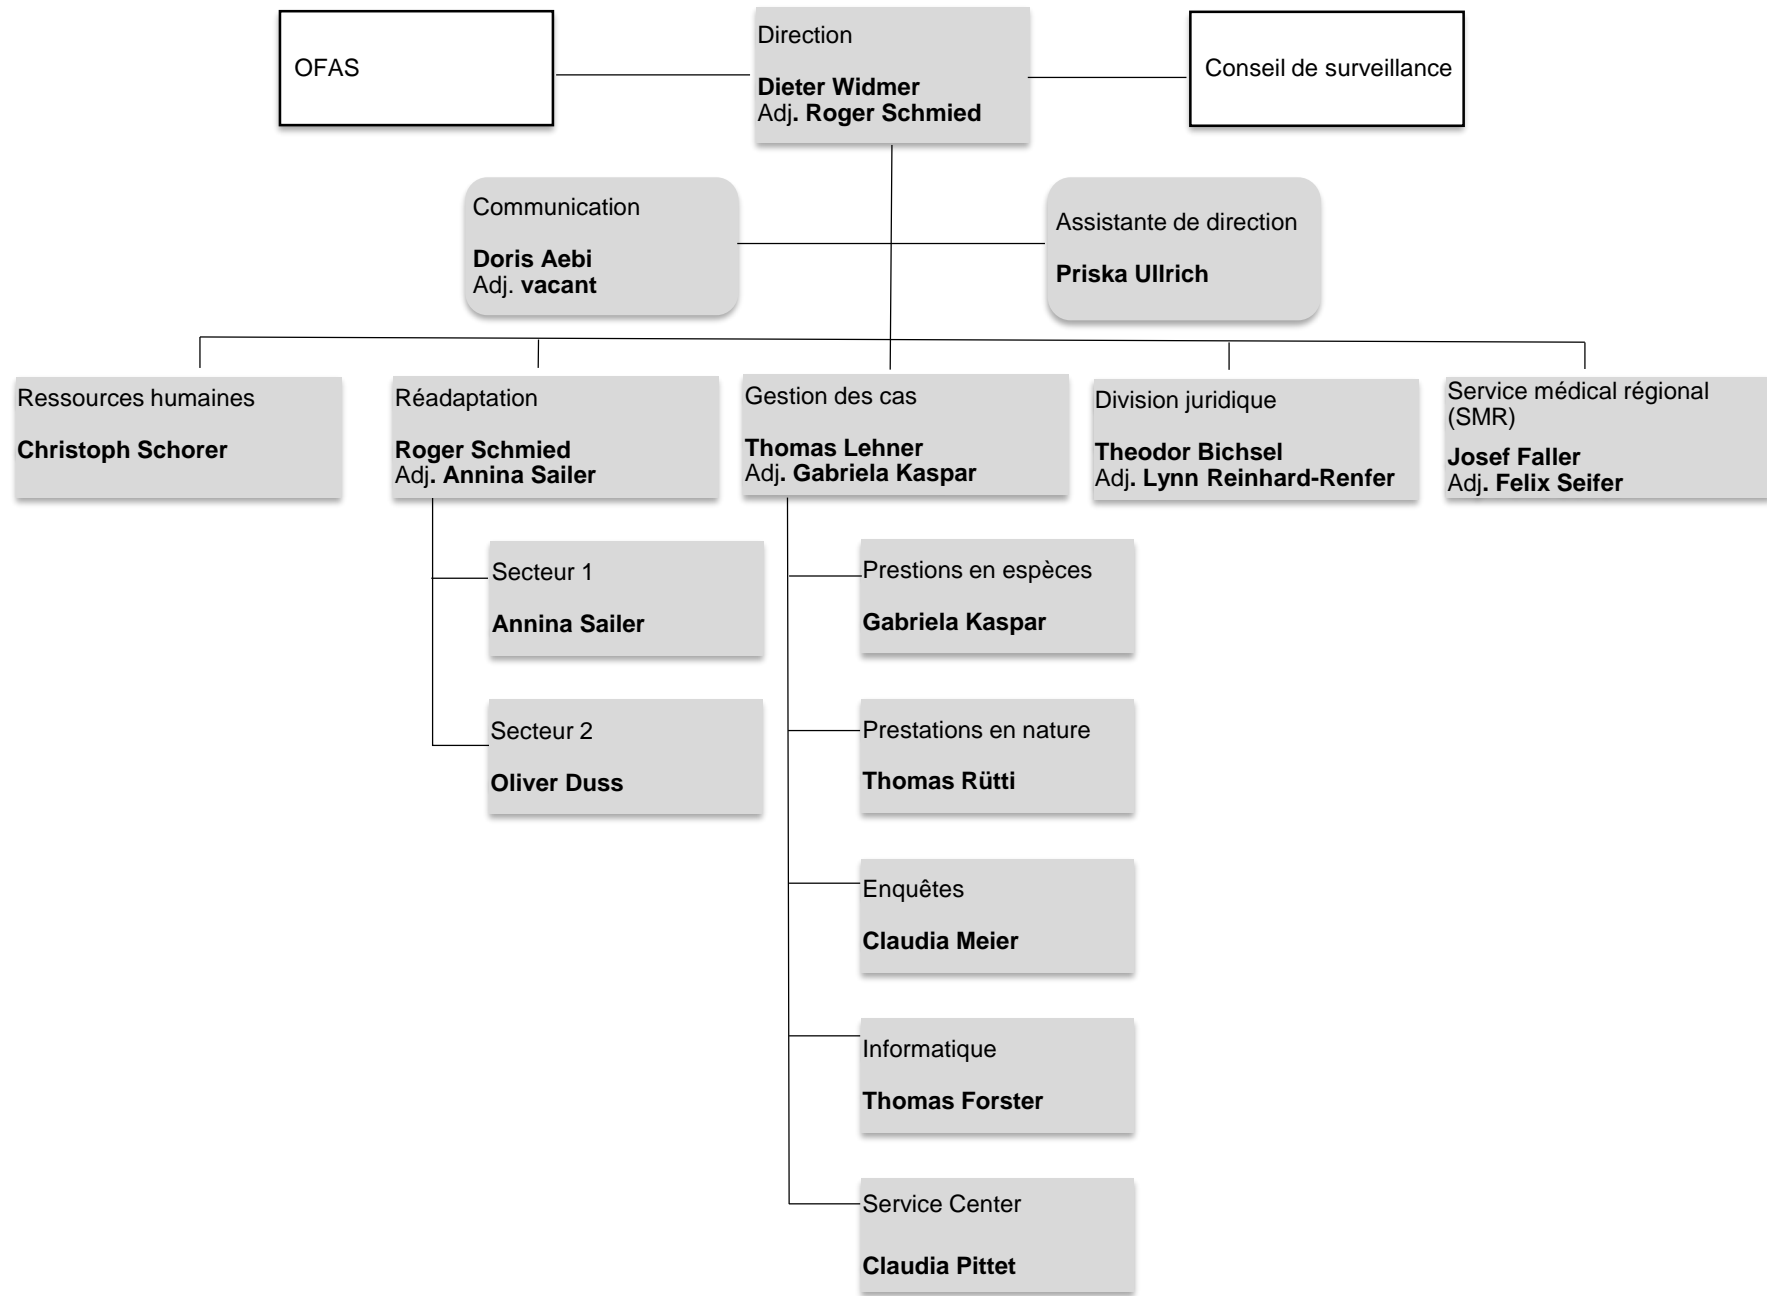 OFAS
Direction
Dieter Widmer
Adj. Roger Schmied
Conseil de surveillance
Communication
Doris Aebi
Adj. vacant
Assistante de direction
Priska Ullrich
Ressources humaines
Christoph Schorer
Réadaptation
Roger Schmied
Adj. Annina Sailer
Gestion des cas
Thomas Lehner
Adj. Gabriela Kaspar
Division juridique
Theodor Bichsel
Adj. Lynn Reinhard-Renfer
Service médical régional
(SMR)
Josef Faller
Adj. Felix Seifer
Secteur 1
Annina Sailer
Secteur 2
Oliver Duss
Prestions en espèces
Gabriela Kaspar
Prestations en nature
Thomas Rütti
Enquêtes
Claudia Meier
Informatique
Thomas Forster
Service Center
Claudia Pittet